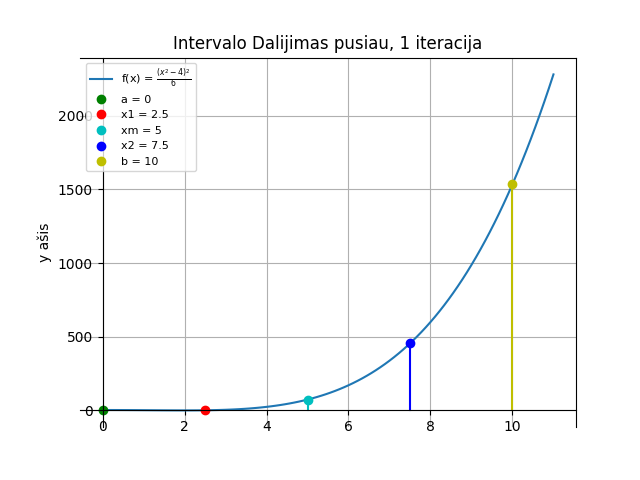 Intervalo Dalijimas pusiau, 1 iteracija
f(x) = \frac{(x²−4)²}{6}
a = 0
x1 = 2.5
xm = 5
x2 = 7.5
b = 10
y ašis
2000
1500
1000
500
0
0 2 4 6 8 10